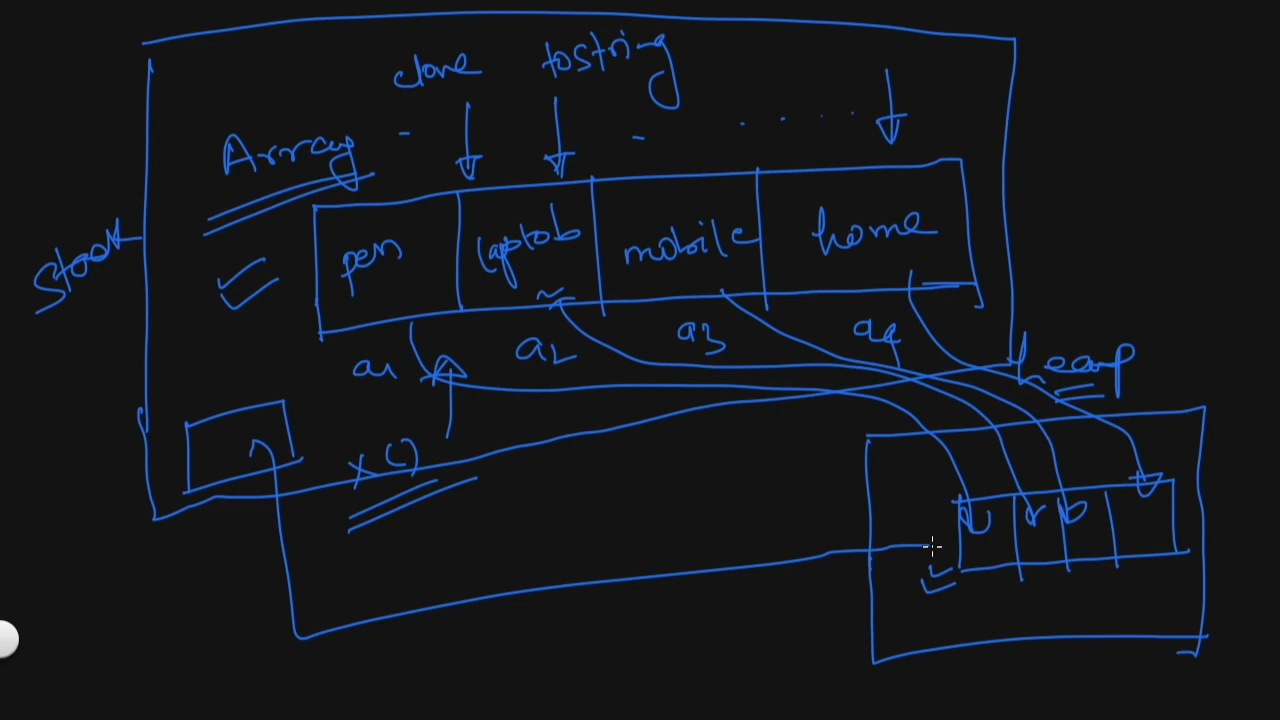 clone tostring
Array
Stack
pen laptob mobile home
a1 a2 a3 a4
Heap
x()